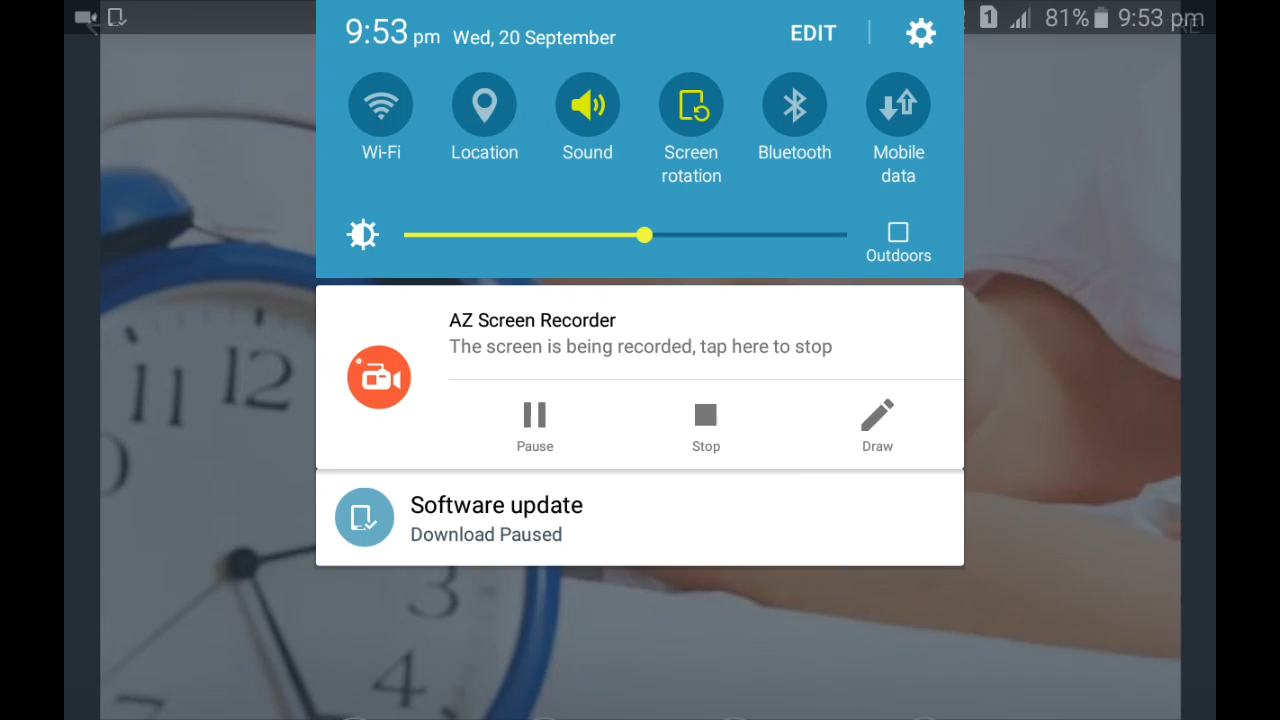 9:53 pm Wed, 20 September EDIT
1 81% 9:53 pm
Wi-Fi Location Sound Screen rotation Bluetooth Mobile data
Outdoors
AZ Screen Recorder
The screen is being recorded, tap here to stop
Pause Stop Draw
Software update
Download Paused
11 12
3
4